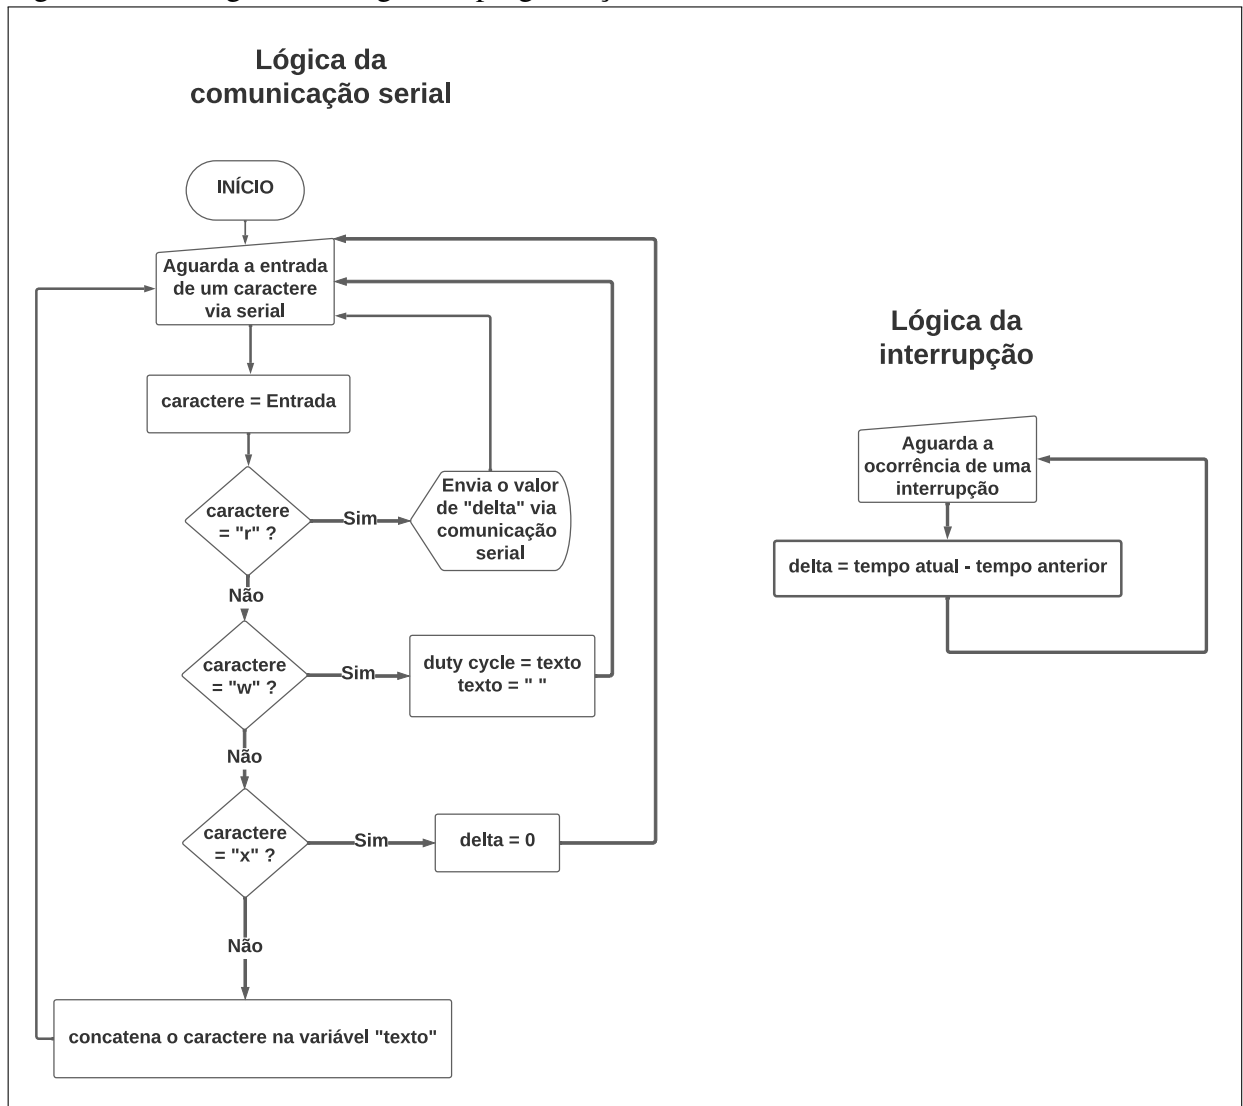 Lógica da
comunicação serial
INÍCIO
Aguarda a entrada
de um caractere
via serial
caractere = Entrada
caractere
= "r" ?
Sim
Envia o valor
de "delta" via
comunicação
serial
Não
caractere
= "w" ?
Sim
duty cycle = texto
texto = " "
Não
caractere
= "x" ?
Sim
delta = 0
Não
concatena o caractere na variável "texto"
Lógica da
interrupção
Aguarda a
ocorrência de uma
interrupção
delta = tempo atual - tempo anterior